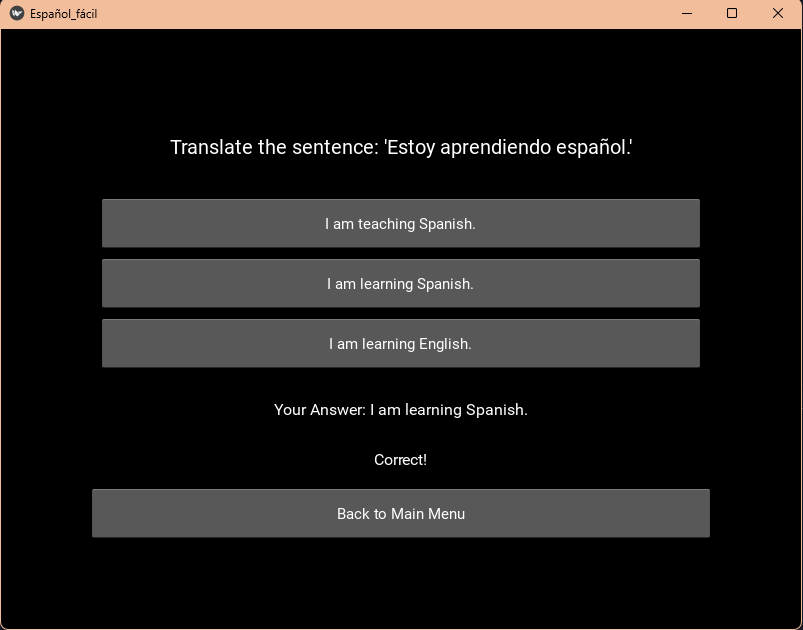 Español_fácil
Translate the sentence: 'Estoy aprendiendo español.'
I am teaching Spanish.
I am learning Spanish.
I am learning English.
Your Answer: I am learning Spanish.
Correct!
Back to Main Menu